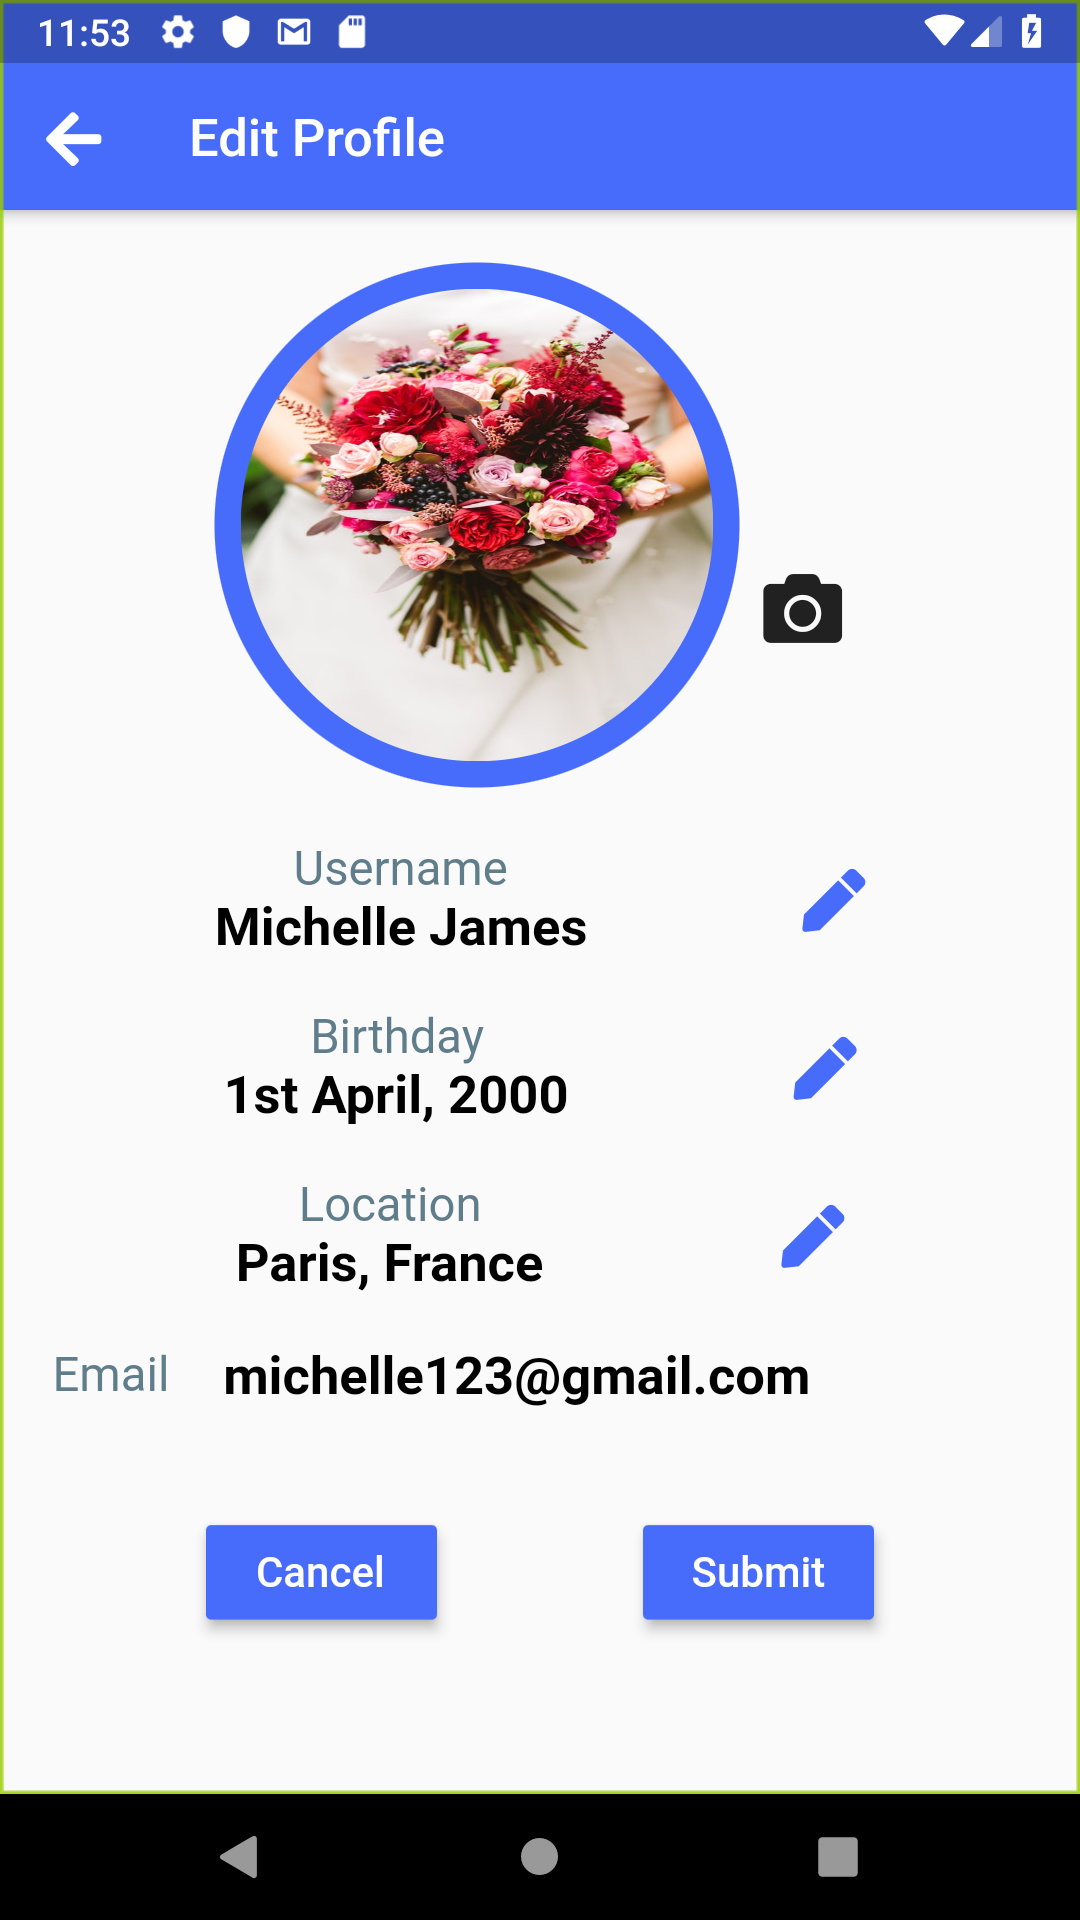 11:53
Edit Profile
Username
Michelle James
Birthday
1st April, 2000
Location
Paris, France
Email michelle123@gmail.com
Cancel Submit